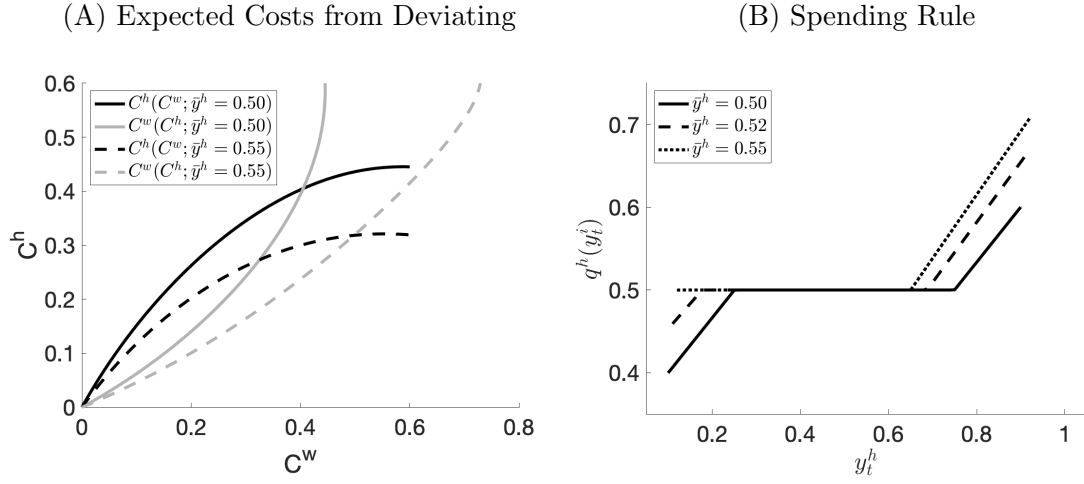 (A) Expected Costs from Deviating
0.6
0.5
0.4
0.3
0.2
0.1
0
C^h
C^h(C^w; ȳ^h = 0.50)
C^w(C^h; ȳ^h = 0.50)
C^h(C^w; ȳ^h = 0.55)
C^w(C^h; ȳ^h = 0.55)
0 0.2 0.4 0.6 0.8
C^w
(B) Spending Rule
0.7
0.6
0.5
0.4
q^h(y_t^i)
ȳ^h = 0.50
ȳ^h = 0.52
ȳ^h = 0.55
0.2 0.4 0.6 0.8 1
y_t^h